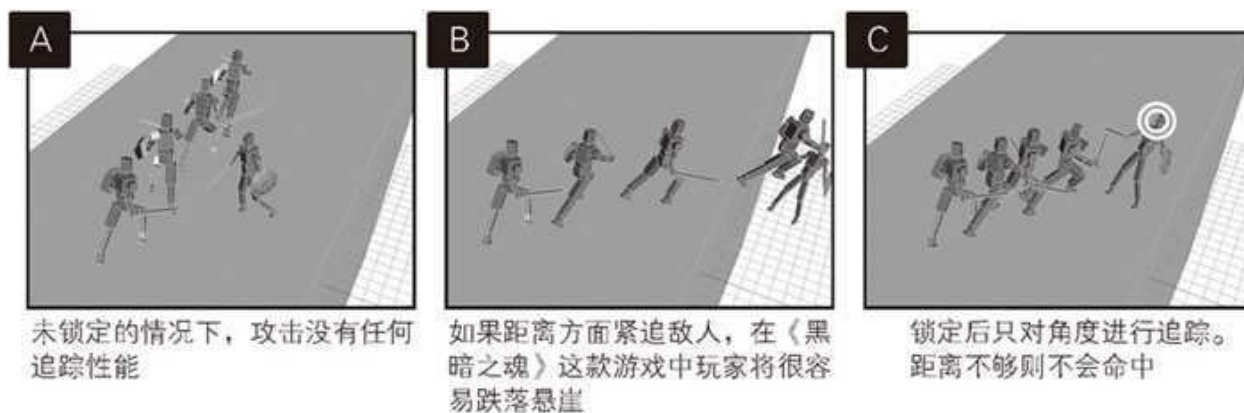 A
未锁定的情况下，攻击没有任何
追踪性能
B
如果距离方面紧追敌人，在《黑
暗之魂》这款游戏中玩家将很容
易跌落悬崖
C
锁定后只对角度进行追踪。
距离不够则不会命中